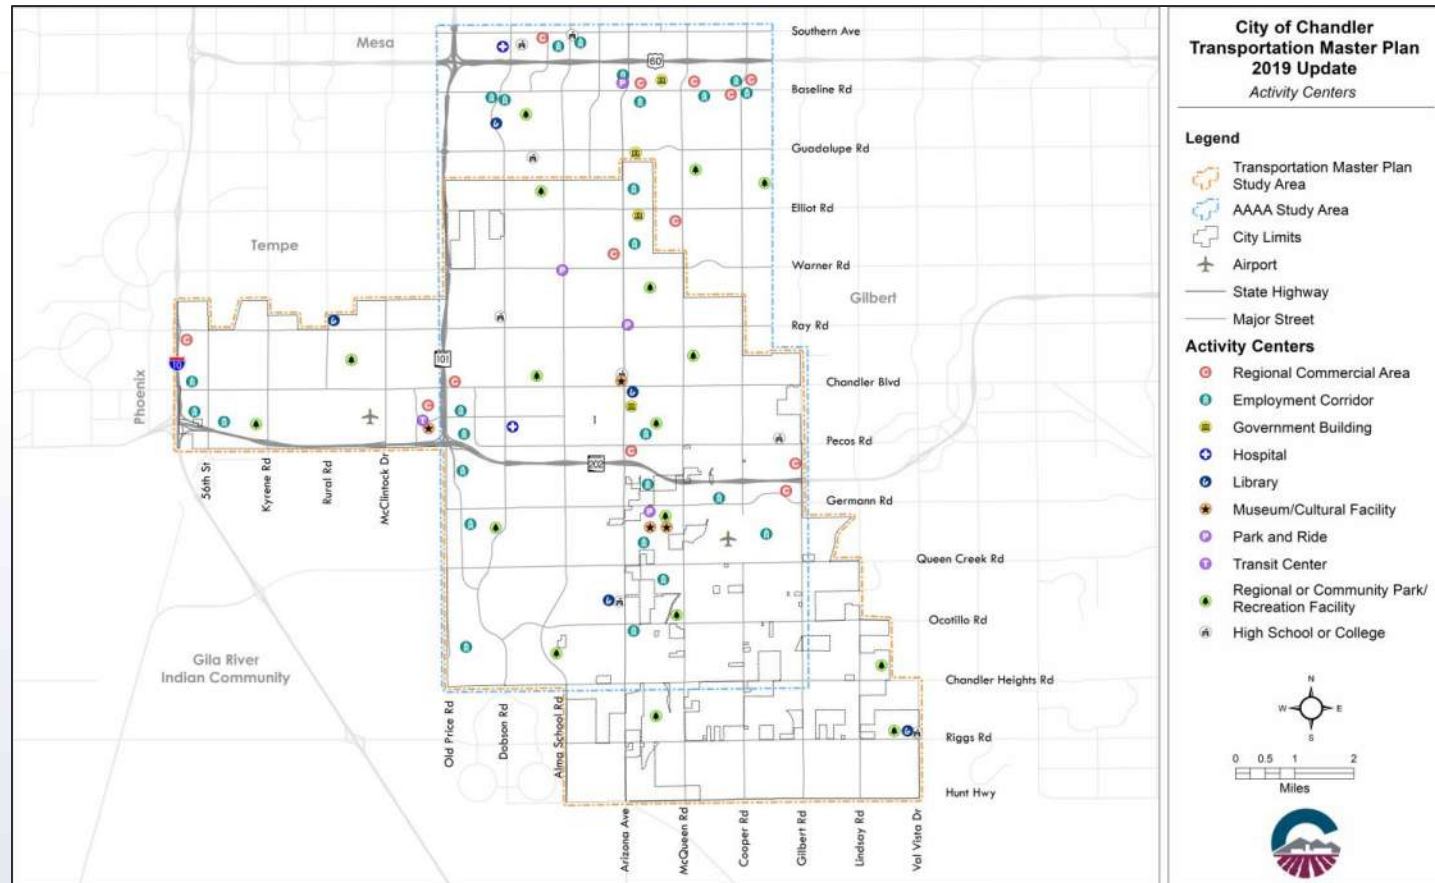 City of Chandler
Transportation Master Plan
2019 Update
Activity Centers
Legend
Transportation Master Plan
Study Area
AAAA Study Area
City Limits
Airport
State Highway
Major Street
Activity Centers
Regional Commercial Area
Employment Corridor
Government Building
Hospital
Library
Museum/Cultural Facility
Park and Ride
Transit Center
Regional or Community Park/
Recreation Facility
High School or College
N
W
E
S
0 0.5 1 2
Miles
Mesa
Tempe
Gilbert
Phoenix
Gila River
Indian Community
60
10
101
202
Southern Ave
Baseline Rd
Guadalupe Rd
Elliot Rd
Warner Rd
Ray Rd
Chandler Blvd
Pecos Rd
Germann Rd
Queen Creek Rd
Ocotillo Rd
Chandler Heights Rd
Riggs Rd
Hunt Hwy
56th St
Kyrene Rd
Rural Rd
McClintock Dr
Old Price Rd
Dobson Rd
Alma School Rd
Arizona Ave
McQueen Rd
Cooper Rd
Gilbert Rd
Lindsay Rd
Val Vista Dr